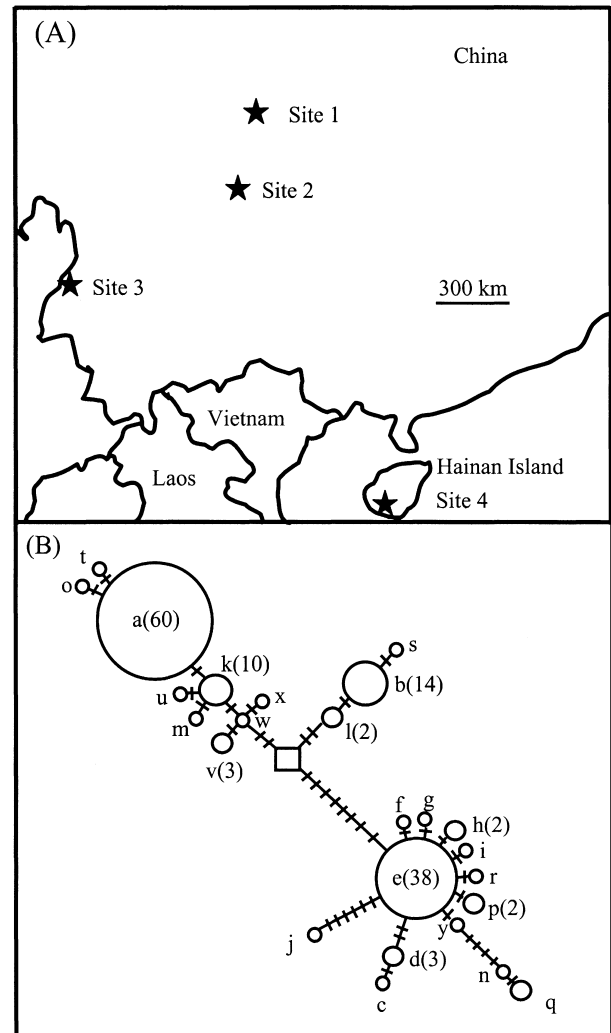 (A)
China
Site 1
Site 2
Site 3
300 km
Vietnam
Hainan Island
Laos
Site 4
(B)
t
o
a(60)
s
k(10)
b(14)
u
x
m
w
l(2)
v(3)
f
g
h(2)
i
e(38)
r
p(2)
y
j
d(3)
n
c
q